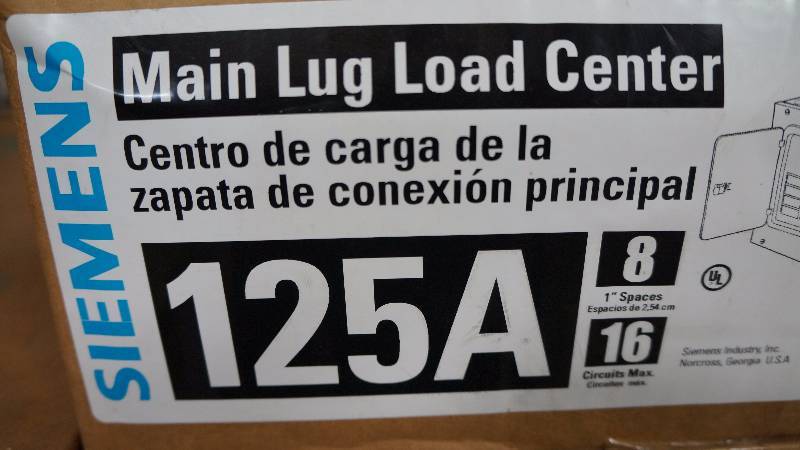 SIEMENS
Main Lug Load Center
Centro de carga de la
zapata de conexión principal
125A
8
1" Spaces
Espacios de 2,54 cm
16
Circuits Max.
Circuitos máx.
UL
Siemens Industry, Inc.
Norcross, Georgia U.S.A